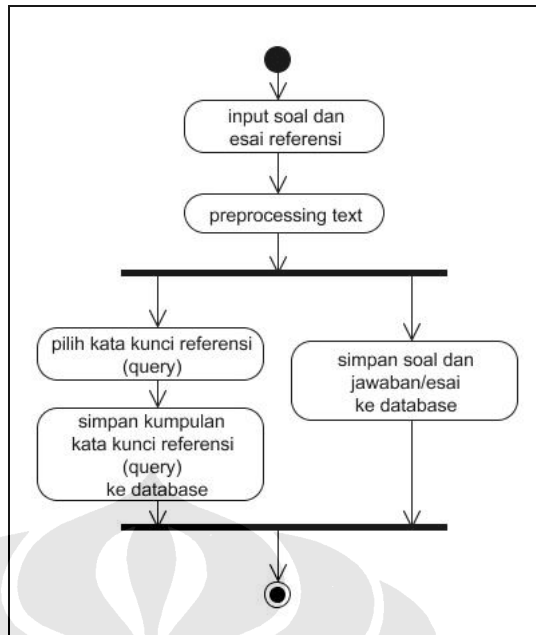 input soal dan
esai referensi
preprocessing text
pilih kata kunci referensi
(query)
simpan kumpulan
kata kunci referensi
(query)
ke database
simpan soal dan
jawaban/esai
ke database